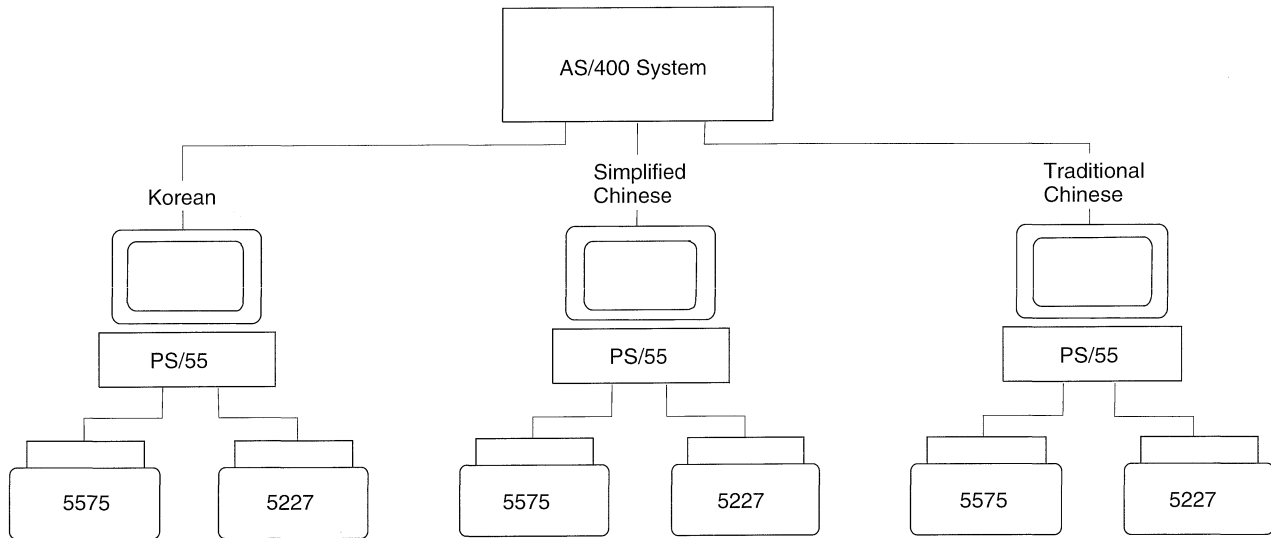 AS/400 System
Korean
Simplified
Chinese
Traditional
Chinese
PS/55
PS/55
PS/55
5575
5227
5575
5227
5575
5227